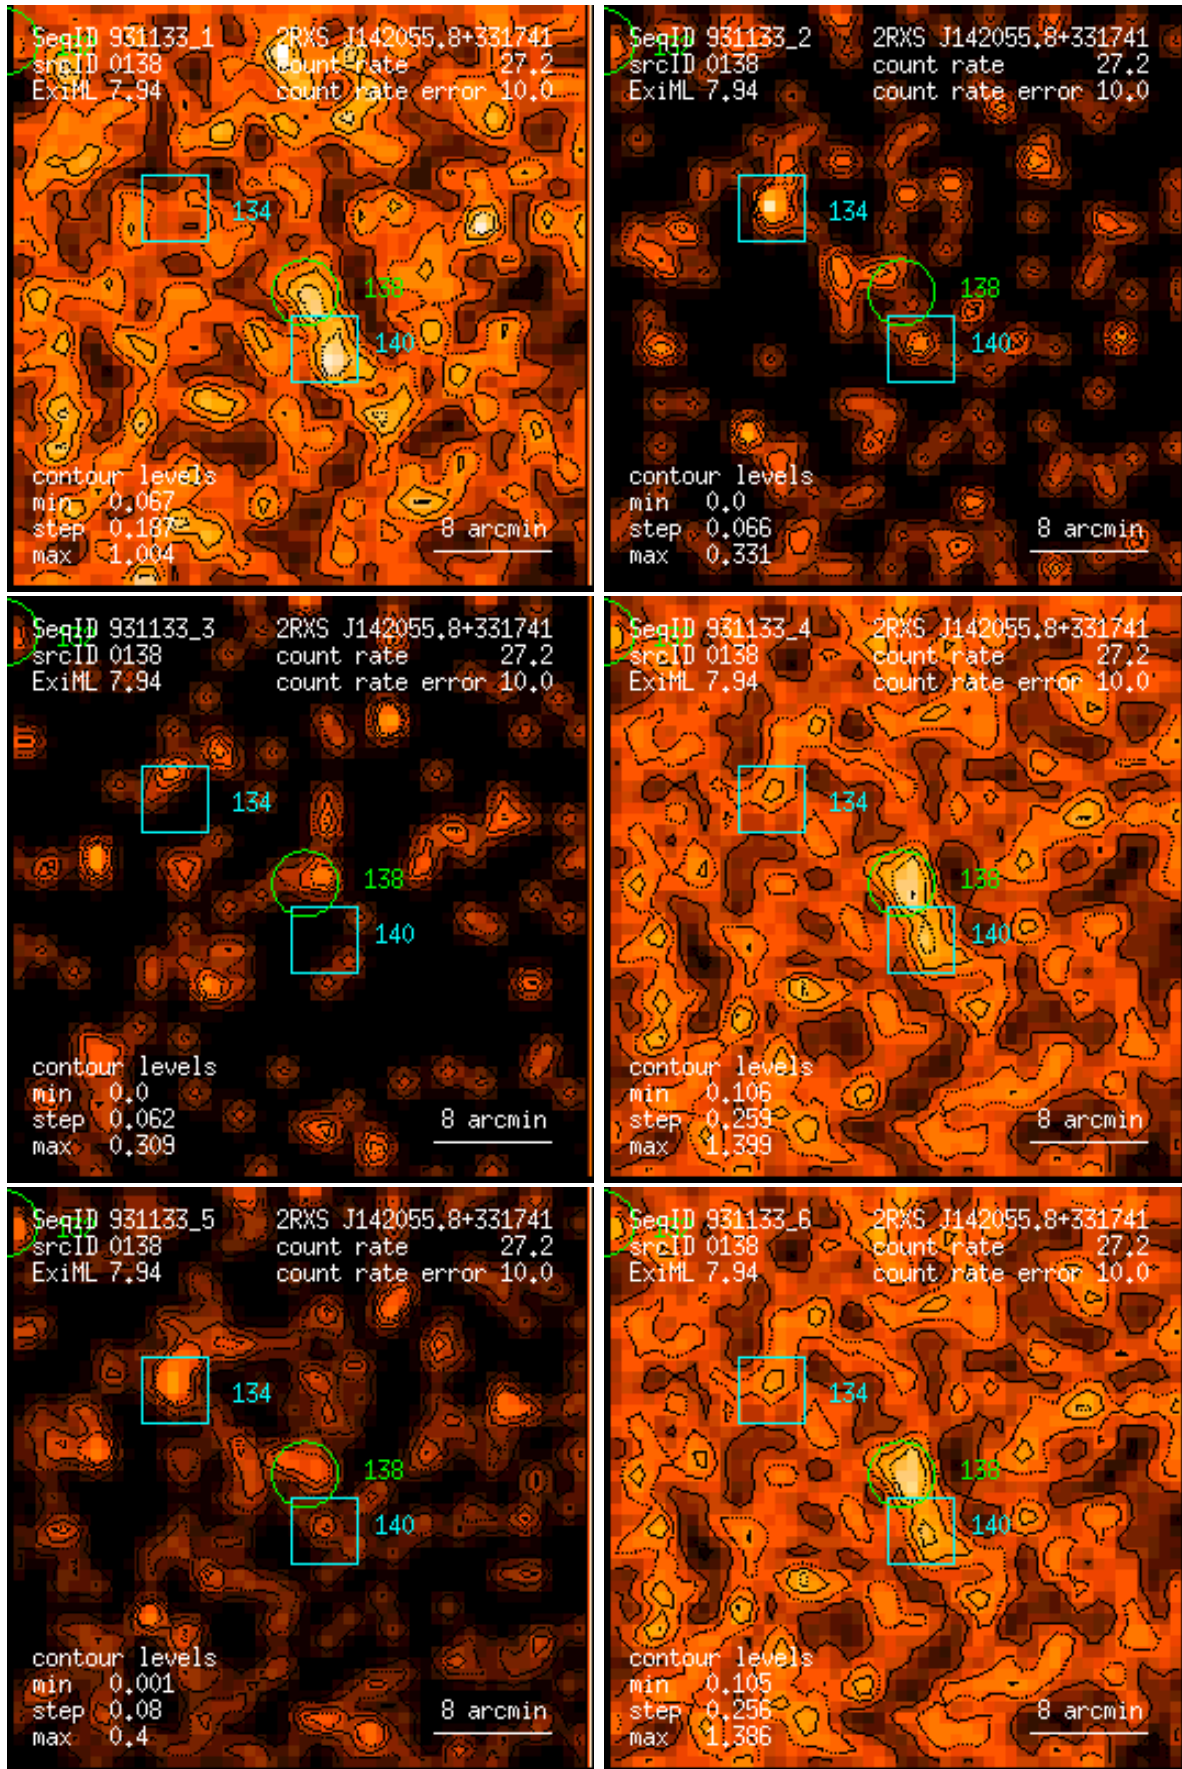 SeqID 931133_1 2RXS J142055.8+331741
132
srcID 0138 count rate 27.2
ExiML 7.94 count rate error 10.0
134
138
140
contour levels
min 0.067
step 0.187 8 arcmin
max 1.004
SeqID 931133_2 2RXS J142055.8+331741
132
srcID 0138 count rate 27.2
ExiML 7.94 count rate error 10.0
134
138
140
contour levels
min 0.0
step 0.066 8 arcmin
max 0.331
SeqID 931133_3 2RXS J142055.8+331741
132
srcID 0138 count rate 27.2
ExiML 7.94 count rate error 10.0
134
138
140
contour levels
min 0.0
step 0.062 8 arcmin
max 0.309
SeqID 931133_4 2RXS J142055.8+331741
132
srcID 0138 count rate 27.2
ExiML 7.94 count rate error 10.0
134
138
140
contour levels
min 0.106
step 0.259 8 arcmin
max 1.399
SeqID 931133_5 2RXS J142055.8+331741
132
srcID 0138 count rate 27.2
ExiML 7.94 count rate error 10.0
134
138
140
contour levels
min 0.001
step 0.08 8 arcmin
max 0.4
SeqID 931133_6 2RXS J142055.8+331741
132
srcID 0138 count rate 27.2
ExiML 7.94 count rate error 10.0
134
138
140
contour levels
min 0.105
step 0.256 8 arcmin
max 1.386